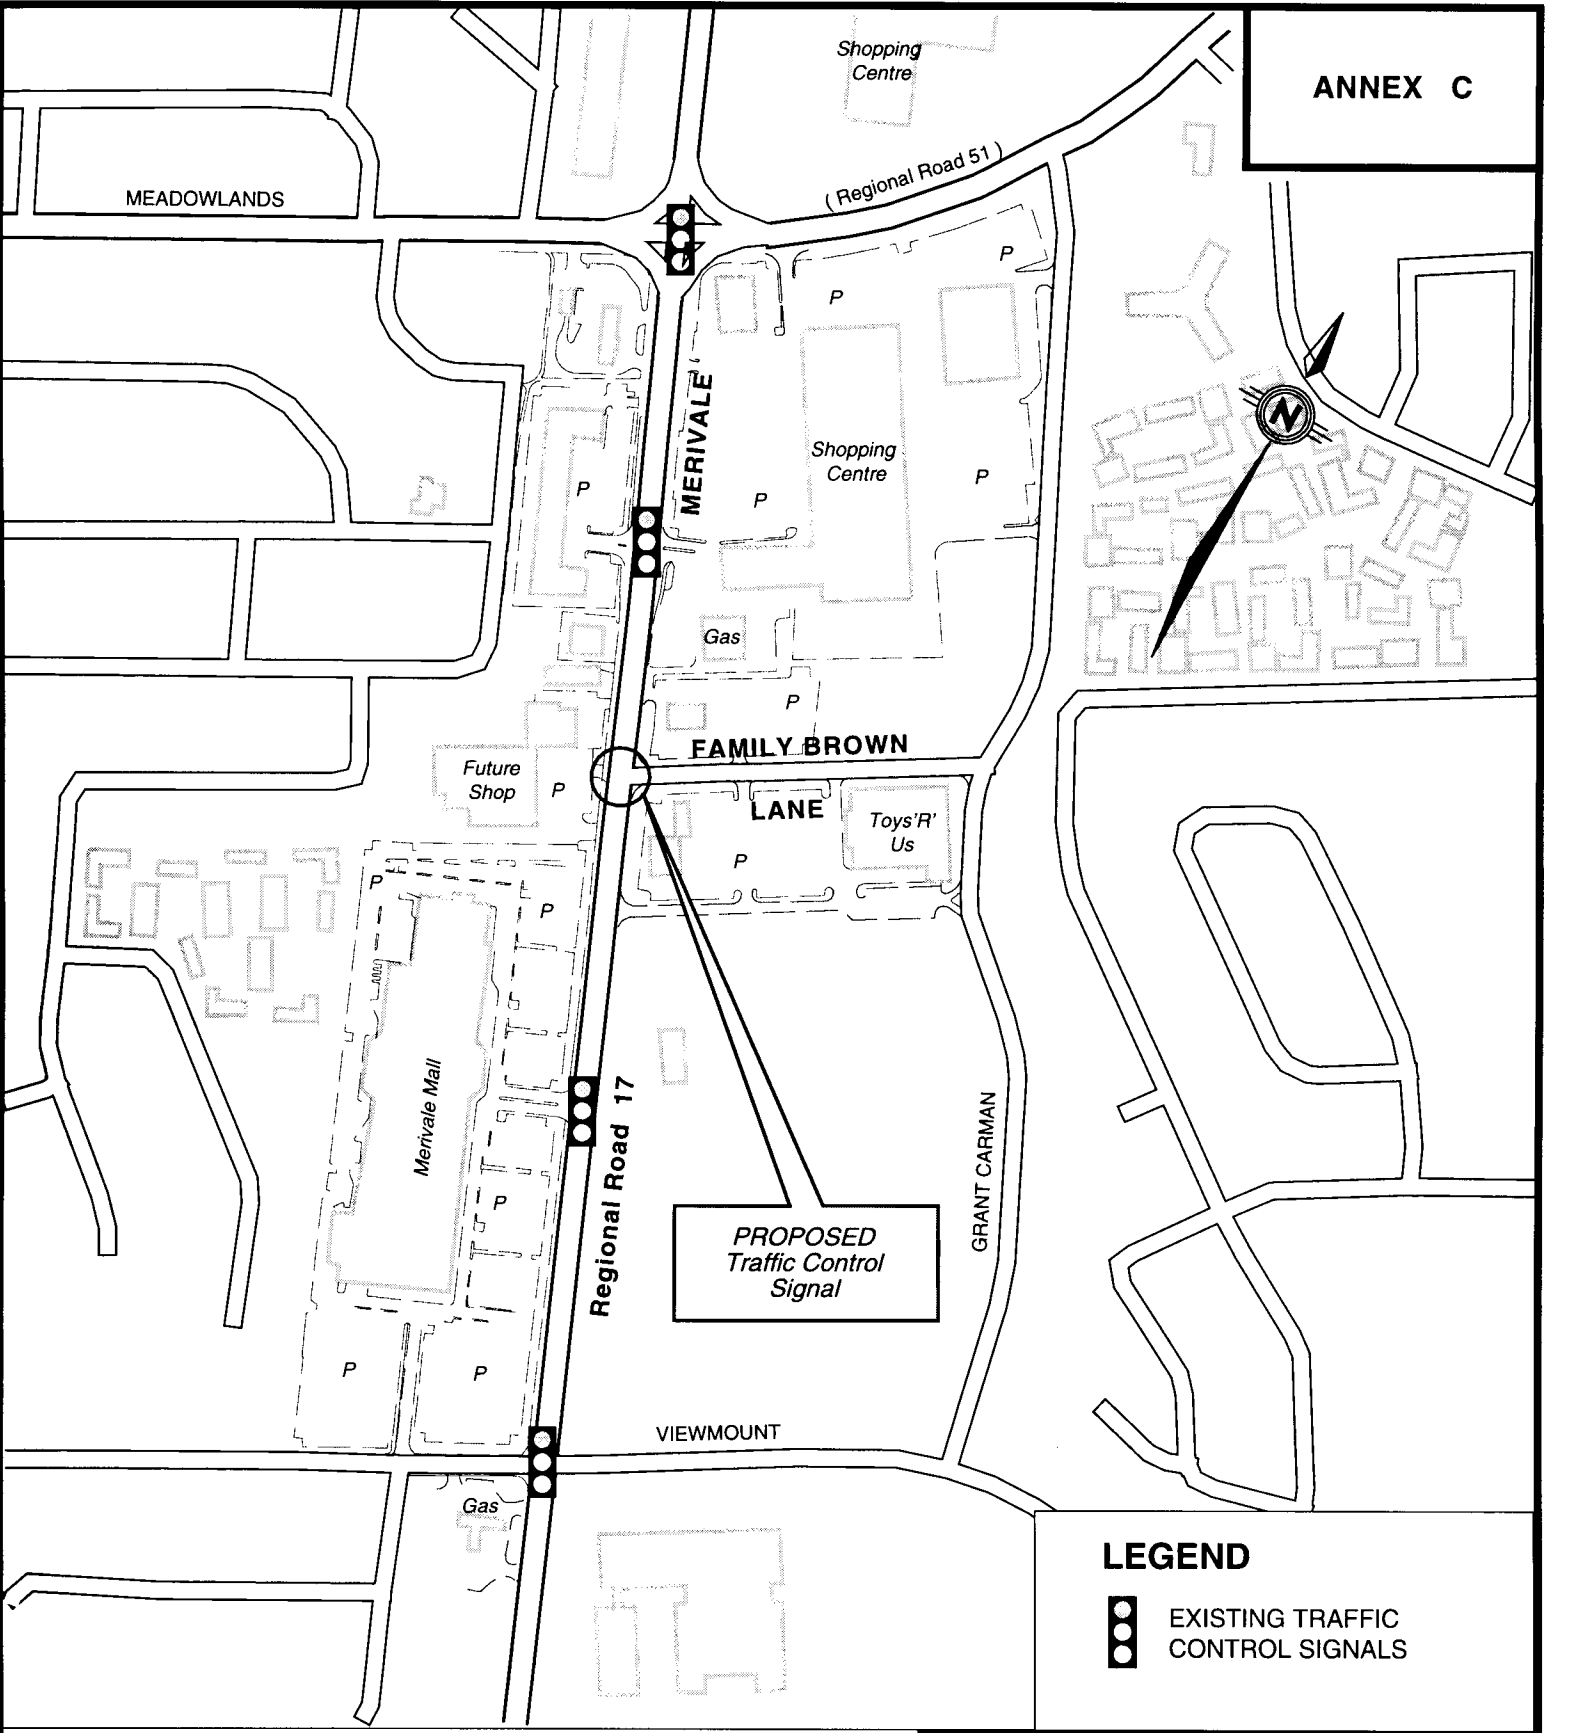 Shopping
Centre
ANNEX C
( Regional Road 51 )
MEADOWLANDS
P
P
N
MERIVALE
Shopping
Centre
P
P
P
Gas
P
FAMILY BROWN
LANE
Future
Shop
P
Toys'R'
Us
P
P
P
Merivale Mall
Regional Road 17
GRANT CARMAN
P
PROPOSED
Traffic Control
Signal
P
P
VIEWMOUNT
Gas
LEGEND
EXISTING TRAFFIC
CONTROL SIGNALS